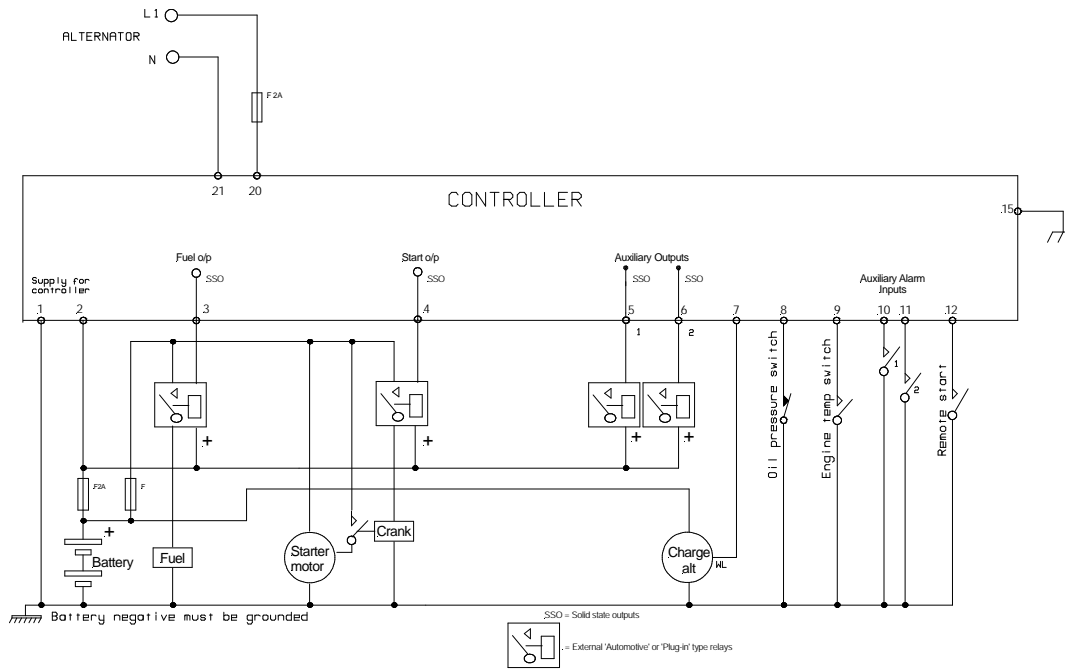 L1
ALTERNATOR
N
F2A
21 20
CONTROLLER
.15
Fuel o/p
.SSO
Start o/p
.SSO
Auxiliary Outputs
.SSO
.SSO
Auxiliary Alarm
Inputs
Supply for
controller
.1 .2 .3 .4 .5 .6 .7 .8 .9 .10 .11 .12
1 2
Oil pressure switch
Engine temp switch
1
2
Remote start
+ + + +
.F2A
.F
+
Battery
Fuel
Starter
motor
Crank
Charge
alt
WL
Battery negative must be grounded
.SSO = Solid state outputs
. = External 'Automotive' or 'Plug-in' type relays